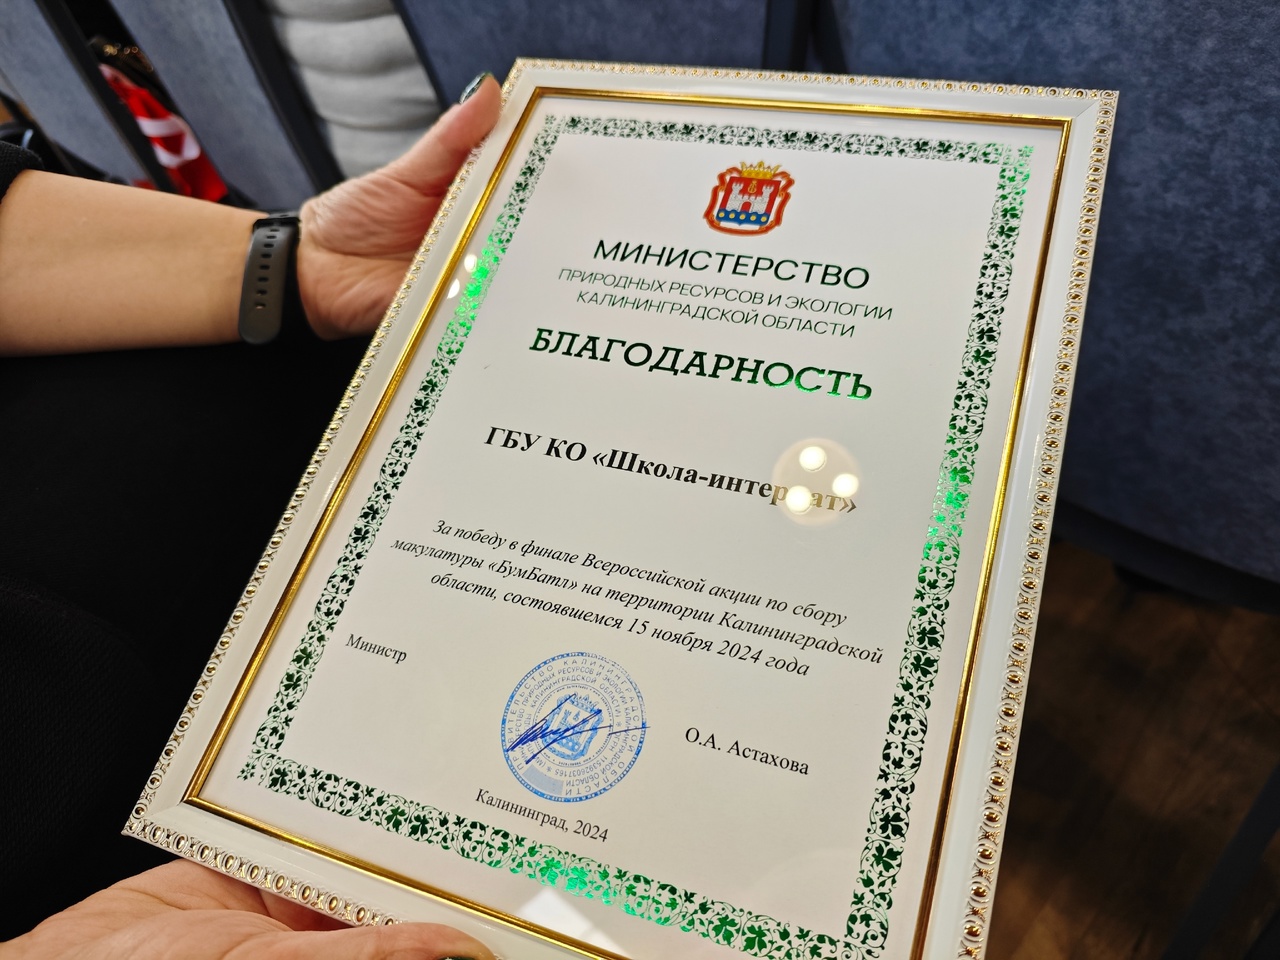 МИНИСТЕРСТВО
ПРИРОДНЫХ РЕСУРСОВ И ЭКОЛОГИИ
КАЛИНИНГРАДСКОЙ ОБЛАСТИ
БЛАГОДАРНОСТЬ
ГБУ КО «Школа-интернат»
За победу в финале Всероссийской акции по сбору
макулатуры «БумБатл» на территории Калининградской
области, состоявшемся 15 ноября 2024 года
Министр
О.А. Астахова
Калининград, 2024